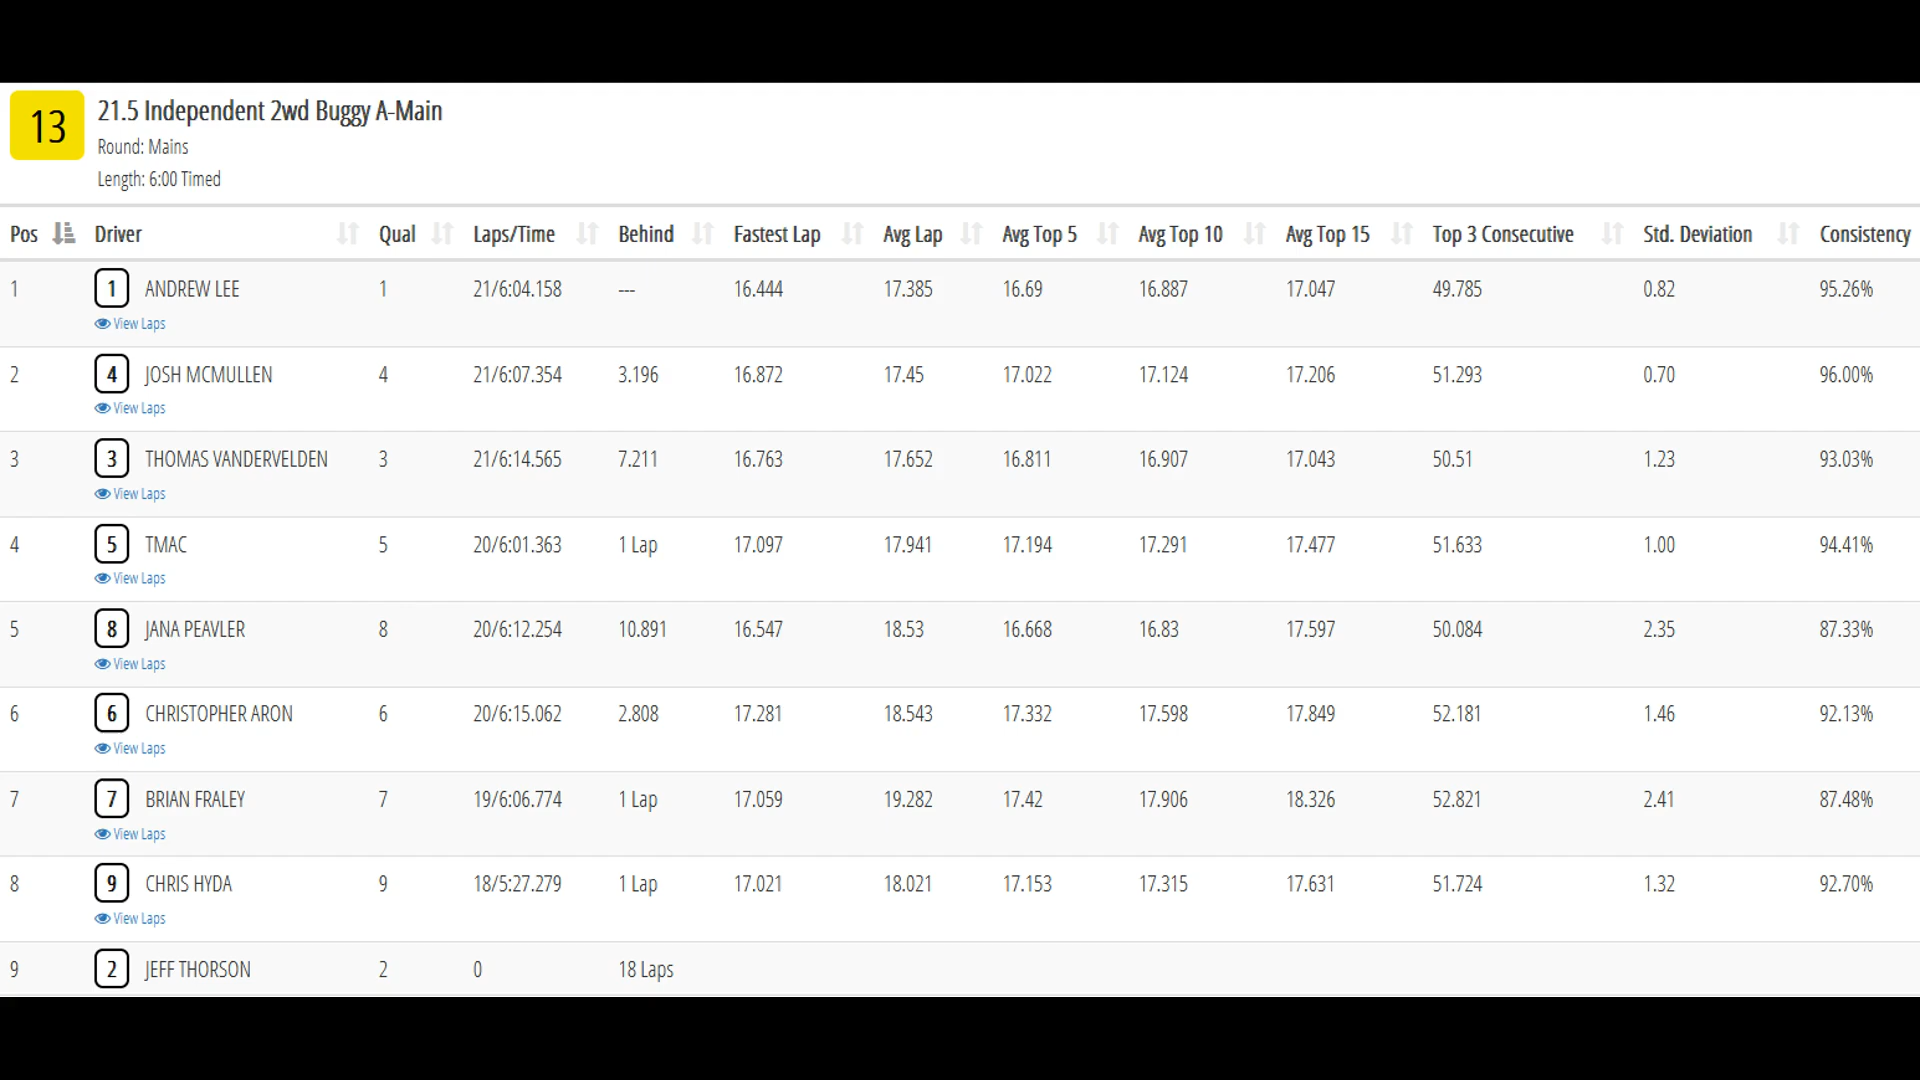 13
21.5 Independent 2wd Buggy A-Main
Round: Mains
Length: 6:00 Timed
Pos Driver Qual Laps/Time Behind Fastest Lap Avg Lap Avg Top 5 Avg Top 10 Avg Top 15 Top 3 Consecutive Std. Deviation Consistency
1 1 ANDREW LEE 1 21/6:04.158 --- 16.444 17.385 16.69 16.887 17.047 49.785 0.82 95.26%
View Laps
2 4 JOSH MCMULLEN 4 21/6:07.354 3.196 16.872 17.45 17.022 17.124 17.206 51.293 0.70 96.00%
View Laps
3 3 THOMAS VANDERVELDEN 3 21/6:14.565 7.211 16.763 17.652 16.811 16.907 17.043 50.51 1.23 93.03%
View Laps
4 5 TMAC 5 20/6:01.363 1 Lap 17.097 17.941 17.194 17.291 17.477 51.633 1.00 94.41%
View Laps
5 8 JANA PEAVLER 8 20/6:12.254 10.891 16.547 18.53 16.668 16.83 17.597 50.084 2.35 87.33%
View Laps
6 6 CHRISTOPHER ARON 6 20/6:15.062 2.808 17.281 18.543 17.332 17.598 17.849 52.181 1.46 92.13%
View Laps
7 7 BRIAN FRALEY 7 19/6:06.774 1 Lap 17.059 19.282 17.42 17.906 18.326 52.821 2.41 87.48%
View Laps
8 9 CHRIS HYDA 9 18/5:27.279 1 Lap 17.021 18.021 17.153 17.315 17.631 51.724 1.32 92.70%
View Laps
9 2 JEFF THORSON 2 0 18 Laps